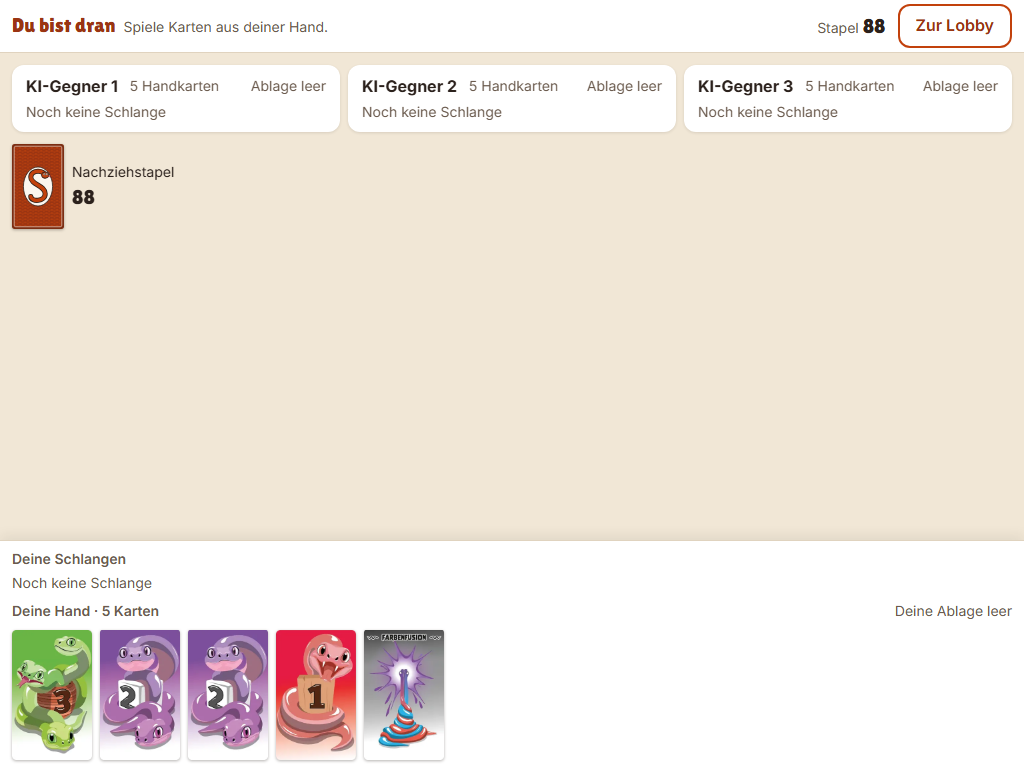 Du bist dran Spiele Karten aus deiner Hand.
Stapel 88 Zur Lobby
KI-Gegner 1 5 Handkarten Ablage leer
Noch keine Schlange
KI-Gegner 2 5 Handkarten Ablage leer
Noch keine Schlange
KI-Gegner 3 5 Handkarten Ablage leer
Noch keine Schlange
S
Nachziehstapel
88
Deine Schlangen
Noch keine Schlange
Deine Hand · 5 Karten
Deine Ablage leer
3
2
2
1
FARBENFUSION